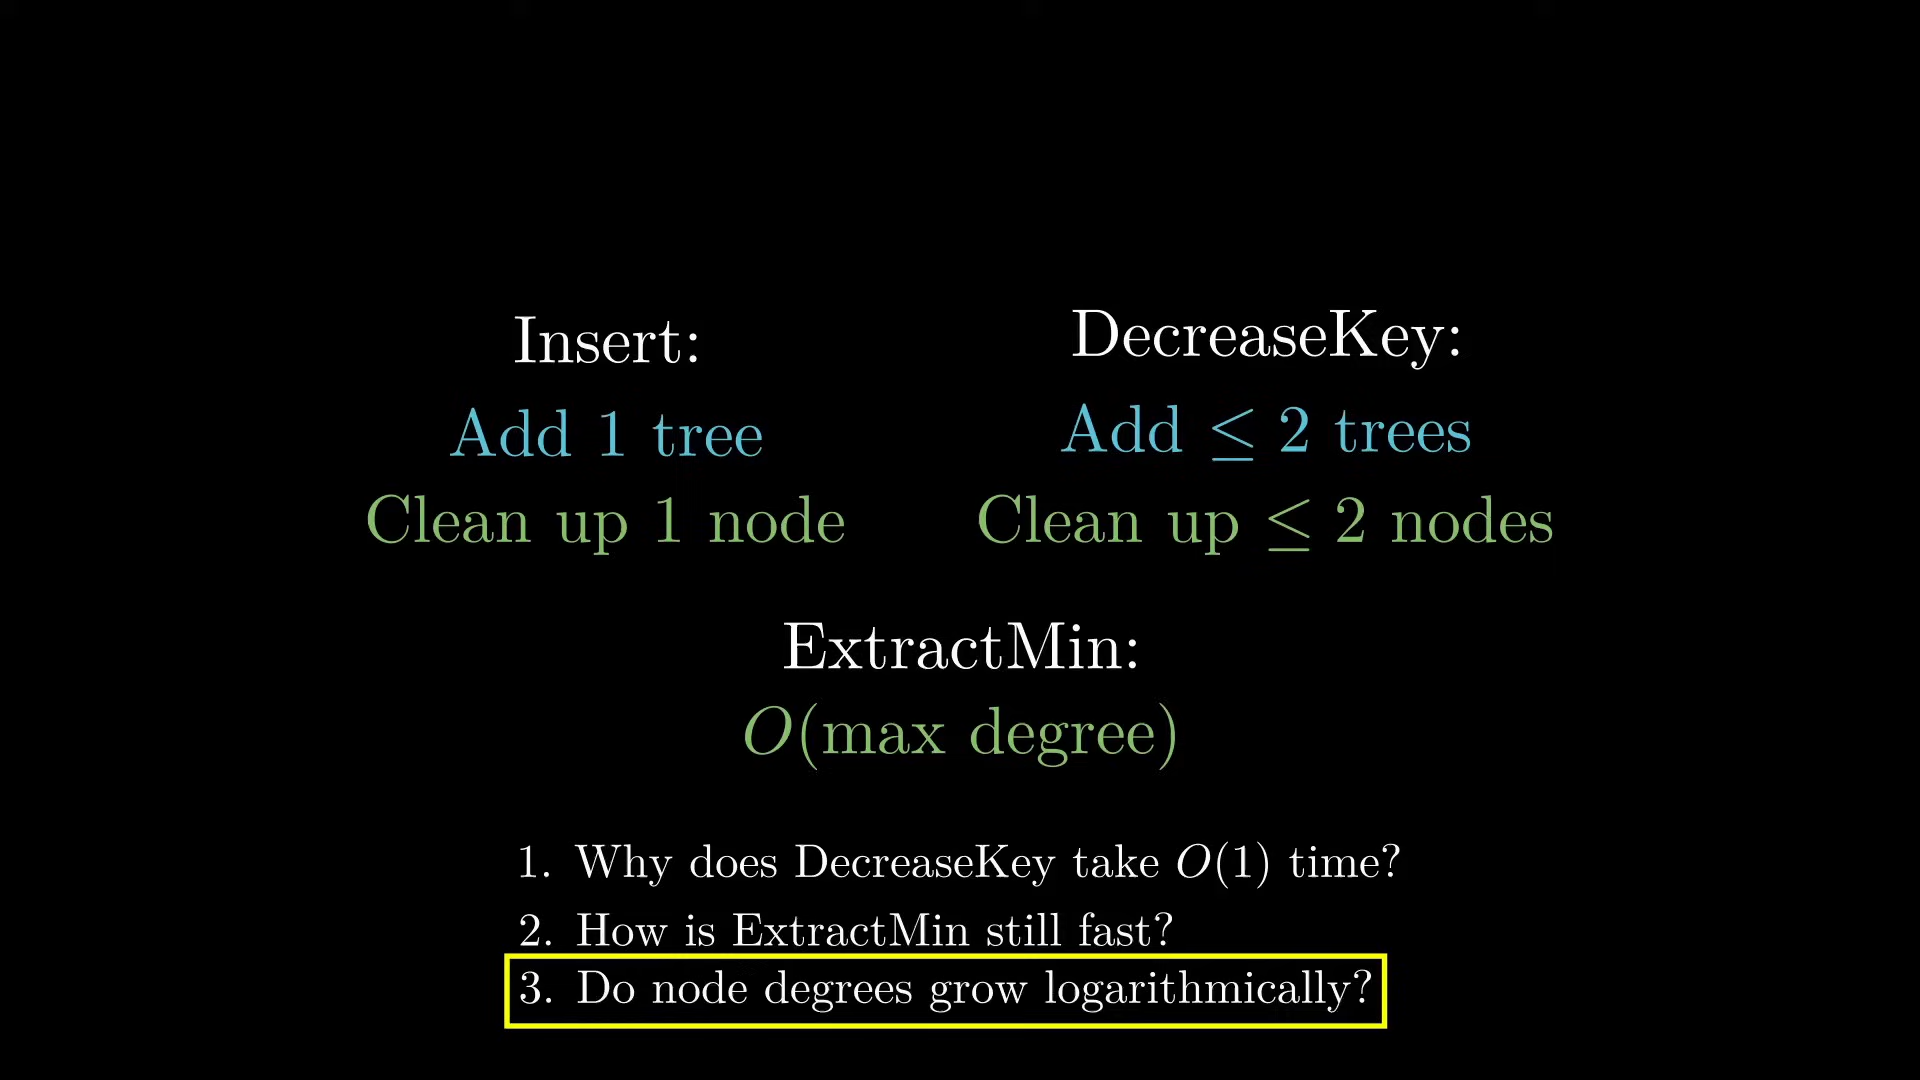 Insert:
Add 1 tree
Clean up 1 node
DecreaseKey:
Add ≤ 2 trees
Clean up ≤ 2 nodes
ExtractMin:
O(max degree)
1. Why does DecreaseKey take O(1) time?
2. How is ExtractMin still fast?
3. Do node degrees grow logarithmically?